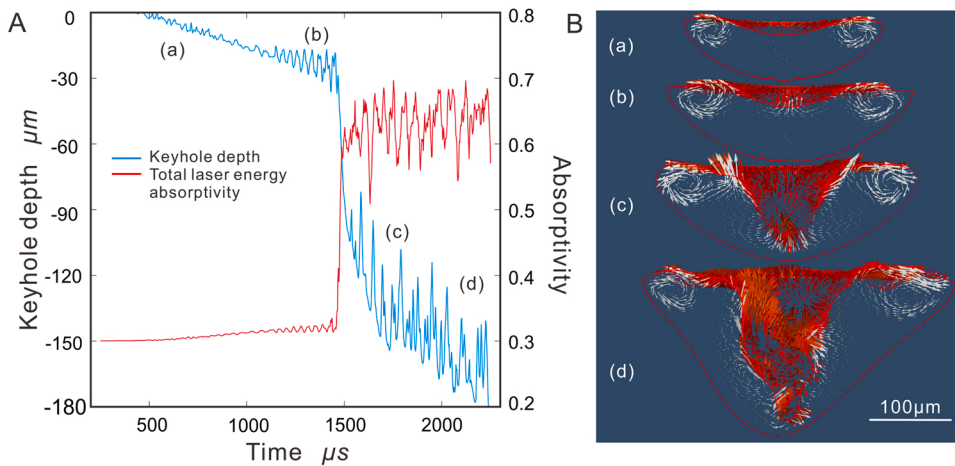 A
B
0
-30
-60
-90
-120
-150
-180
Keyhole depth μm
(a)
(b)
(c)
(d)
Keyhole depth
Total laser energy
absorptivity
0.8
0.7
0.6
0.5
0.4
0.3
0.2
Absorptivity
500
1000
1500
2000
Time μs
(a)
(b)
(c)
(d)
100μm